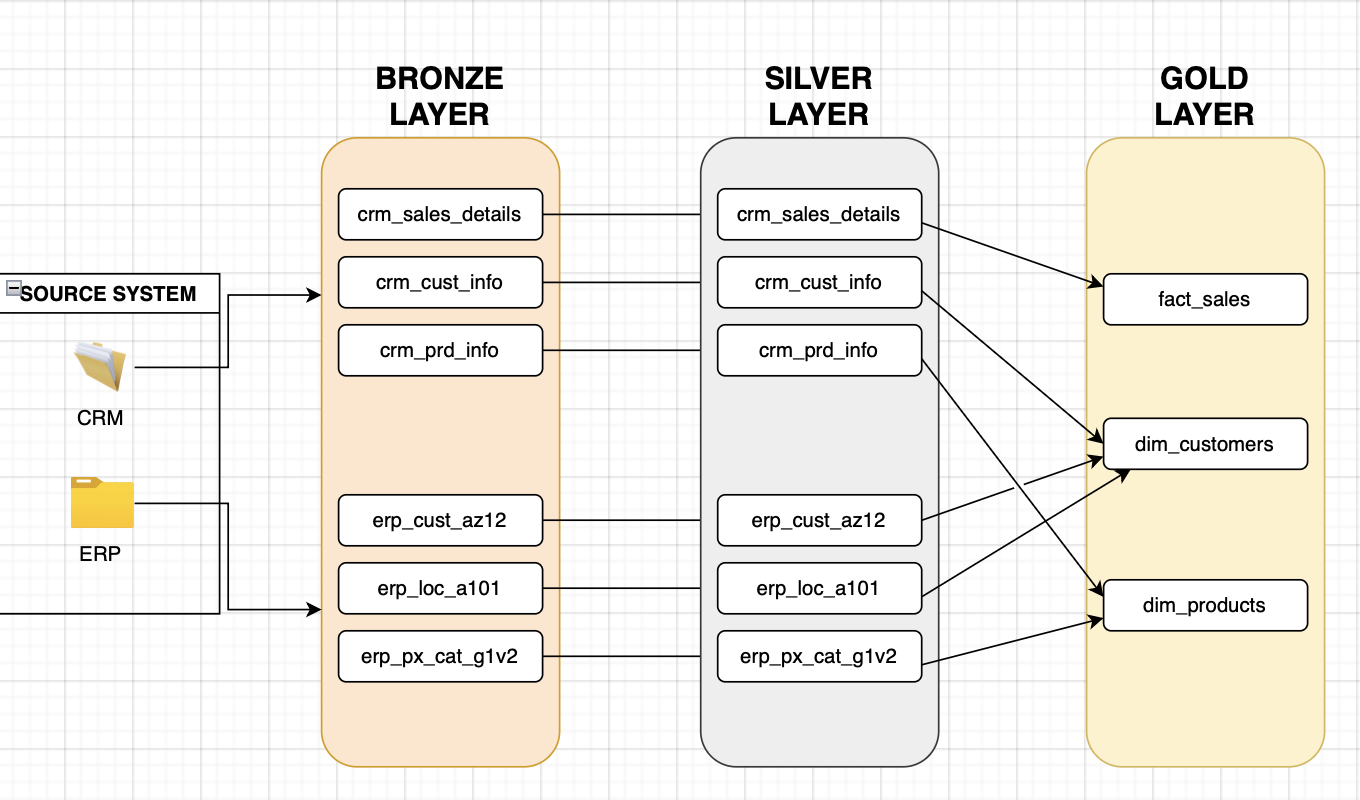 BRONZE
LAYER
SILVER
LAYER
GOLD
LAYER
SOURCE SYSTEM
CRM
ERP
crm_sales_details
crm_cust_info
crm_prd_info
erp_cust_az12
erp_loc_a101
erp_px_cat_g1v2
crm_sales_details
crm_cust_info
crm_prd_info
erp_cust_az12
erp_loc_a101
erp_px_cat_g1v2
fact_sales
dim_customers
dim_products